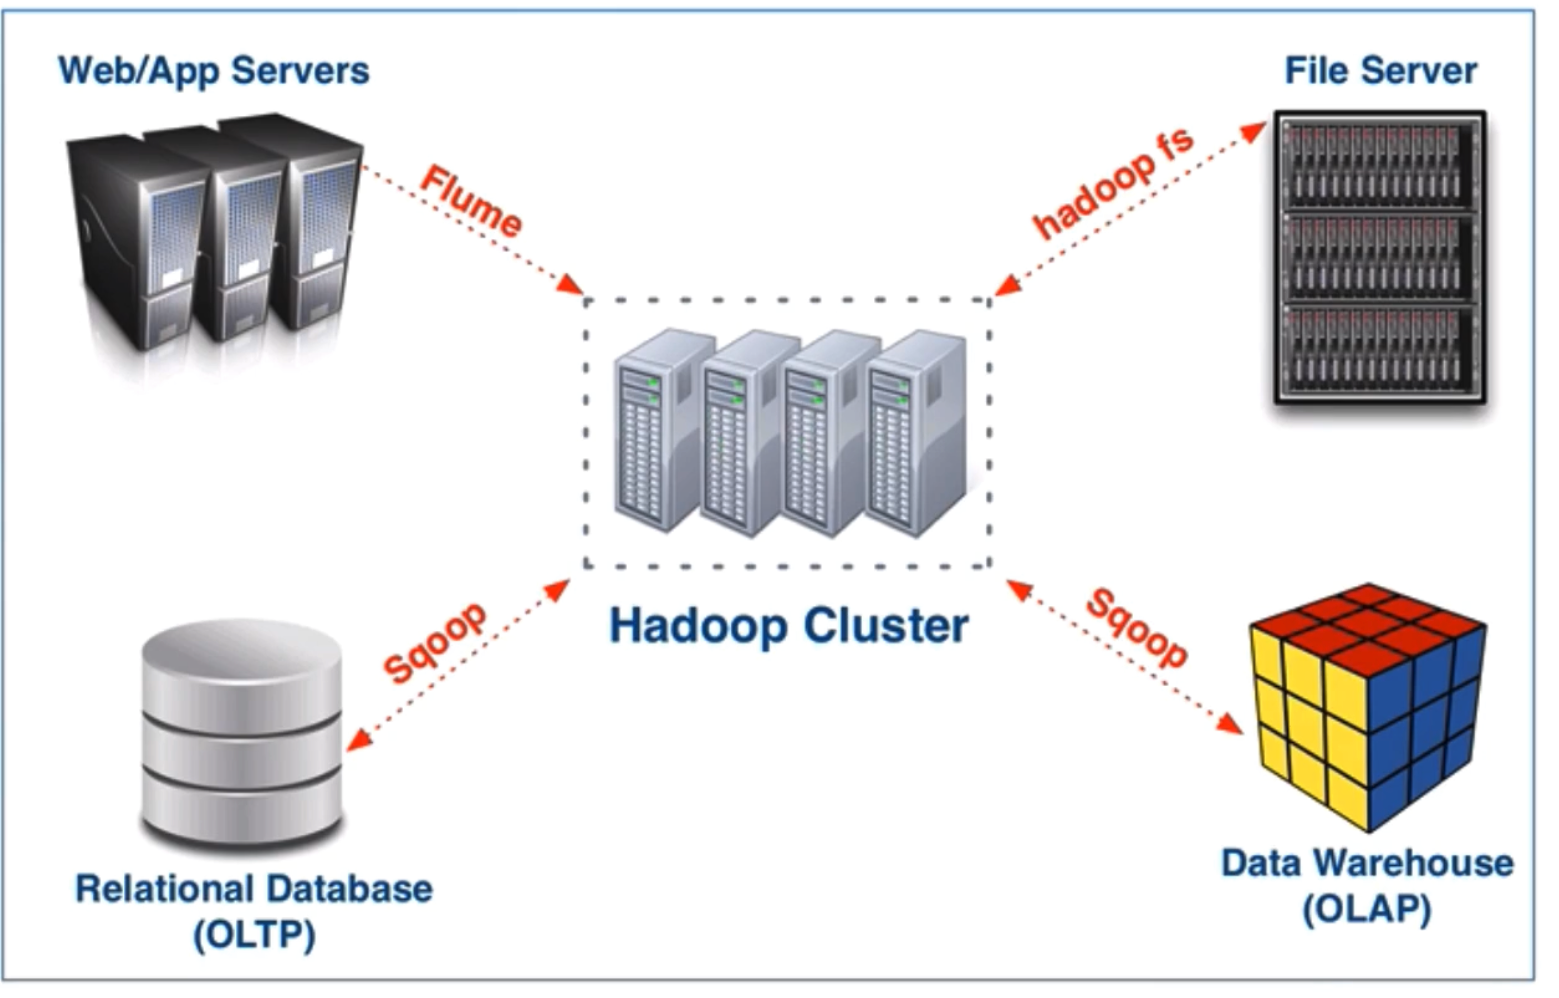 Web/App Servers
File Server
Flume
hadoop fs
Hadoop Cluster
Sqoop
Sqoop
Relational Database
(OLTP)
Data Warehouse
(OLAP)